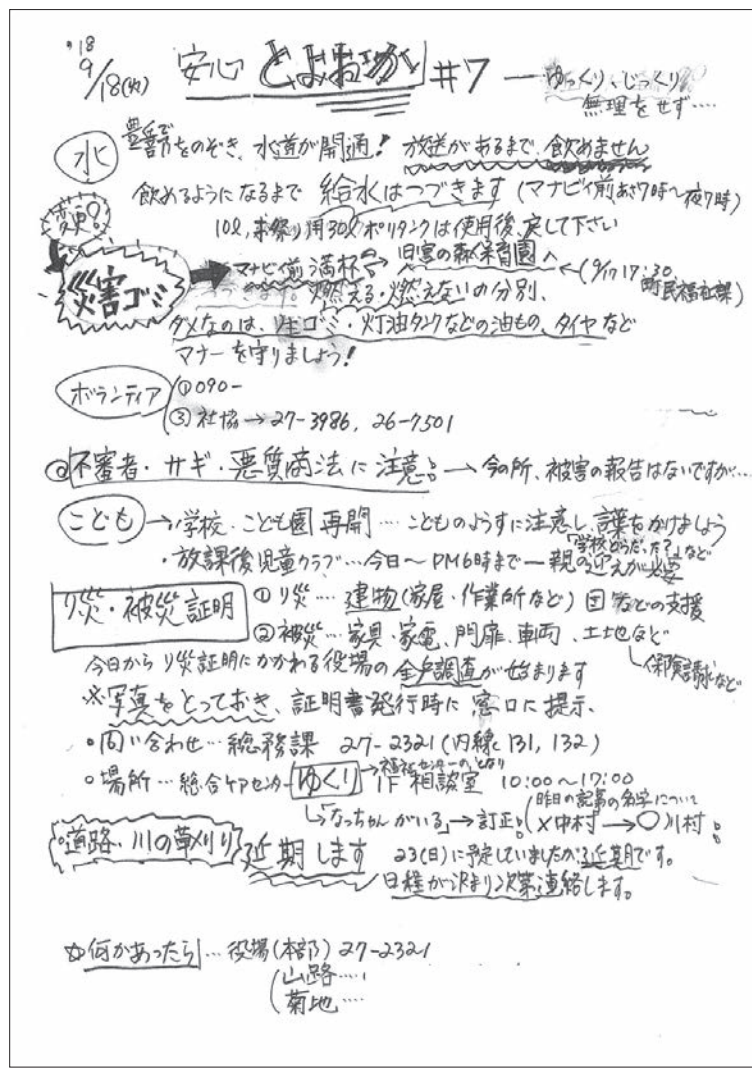 '18
9/18(火) 安心 とよおか #7 ― ゆっくり、じっくり
無理をせず‥‥
水 をのぞき、水道が開通! 放送があるまで、飲めません
飲めるようになるまで 給水はつづきます (マナビィ前あさ7時〜夜7時)
10ℓ, 用30ℓポリタンクは使用後、戻して下さい
変更?
災害ゴミ → マナビィ前 満杯 旧宮の森保育園へ
←(9/17 17:30 町民福祉課)
燃える・燃えないの分別、
ダメなのは、生ゴミ・灯油タンクなどの油もの、タイヤなど
マナーを守りましょう!
ボランティア ① 090-
③ 社協 → 27-3986, 26-7501
◎不審者・サギ・悪質商法に注意! → 今の所、被害の報告はないですが‥‥
こども → 学校・こども園 再開‥‥こどものようすに注意し、言葉をかけましょう
「学校どうだった?」など
・放課後児童クラブ‥‥今日〜PM6時まで ― 親の迎えが必要
り災・被災証明 ① り災‥‥建物(家屋・作業所など) 国などの支援
② 被災‥‥家具・家電、門扉、車両、土地など
保険請求など
今日から り災証明にかかわる役場の 全戸調査が始まります
※写真をとっておき、証明書発行時に 窓口に提示、
・問い合わせ‥‥総務課 27-2321 (内線 131, 132)
→福祉センターのとなり
○場所‥‥総合ケアセンター ゆくり 1F 相談室 10:00〜17:00
↳「なっちゃんがいる」→訂正! (昨日の記事の名字について
×中村 → ○川村!
○道路、川の草刈り 延期します 23(日)に予定していましたが、延期です。
日程が決まり次第連絡します。
☆何かあったら‥‥役場(本部) 27-2321
(山路‥‥
菊地‥‥